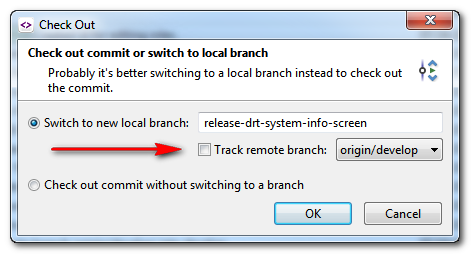 Check Out
Check out commit or switch to local branch
Probably it's better switching to a local branch instead to check out
the commit.
Switch to new local branch: release-drt-system-info-screen
Track remote branch: origin/develop
Check out commit without switching to a branch
OK Cancel